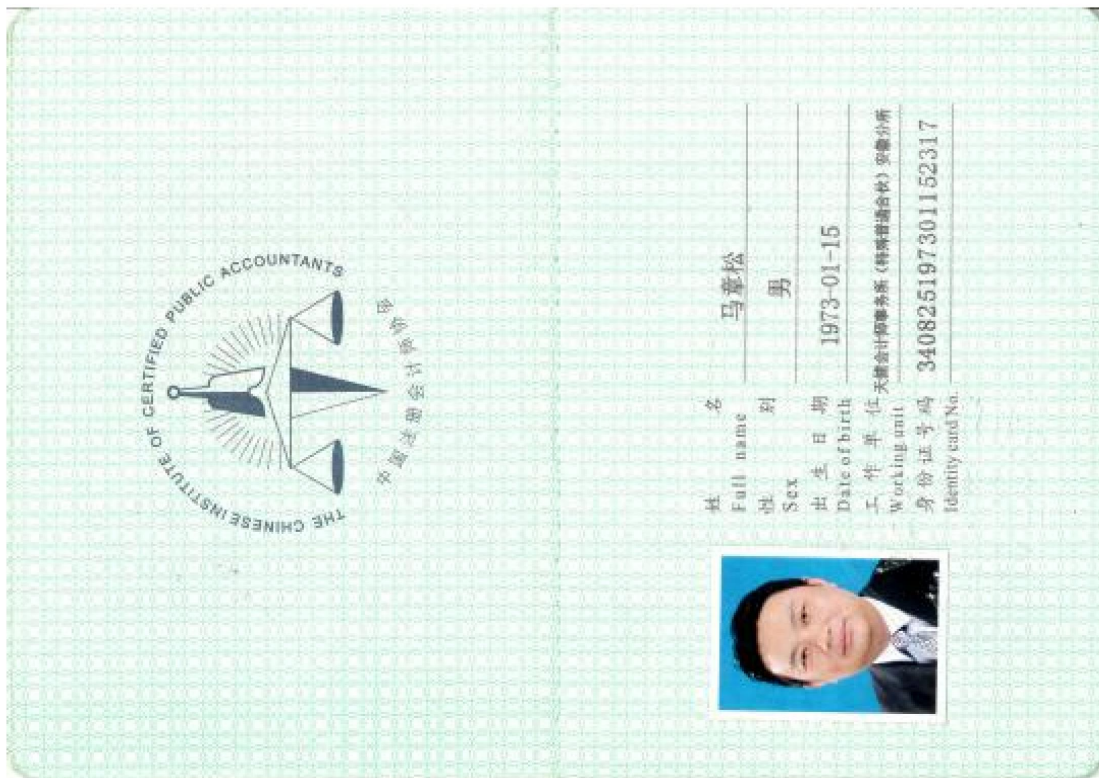 THE CHINESE INSTITUTE OF CERTIFIED PUBLIC ACCOUNTANTS
中国注册会计师协会
姓 名 马章松
Full name
性 别 男
Sex
出 生 日 期 1973-01-15
Date of birth
工 作 单 位 天健会计师事务所（特殊普通合伙）安徽分所
Working unit
身份证号码 340825197301152317
Identity card No.